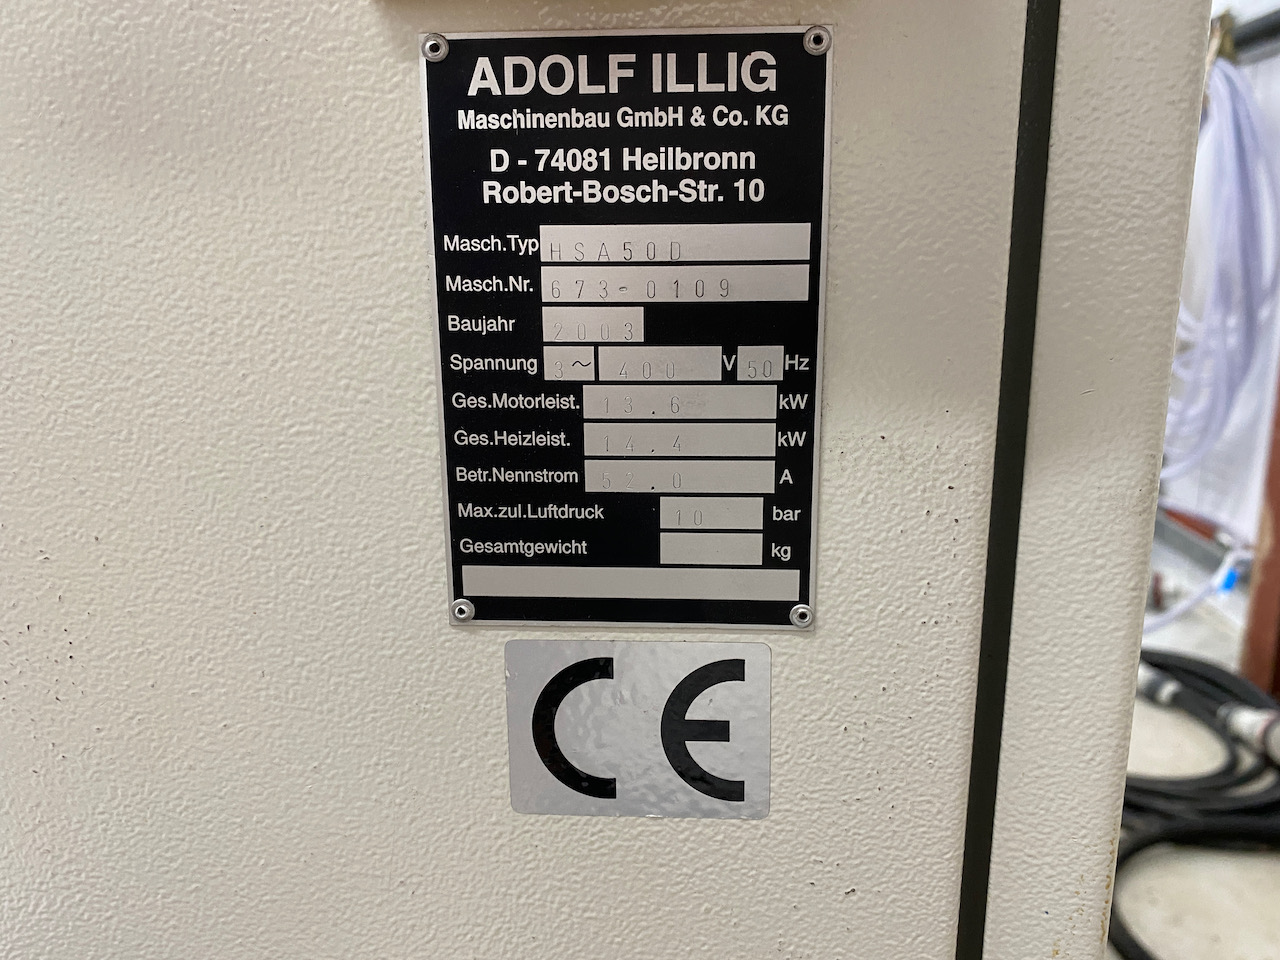 ADOLF ILLIG
Maschinenbau GmbH & Co. KG
D - 74081 Heilbronn
Robert-Bosch-Str. 10
Masch.Typ HSA50D
Masch.Nr. 673-0109
Baujahr 2003
Spannung 3~ 400 V 50 Hz
Ges.Motorleist. 13.6 kW
Ges.Heizleist. 14.4 kW
Betr.Nennstrom 52.0 A
Max.zul.Luftdruck 10 bar
Gesamtgewicht kg
CE